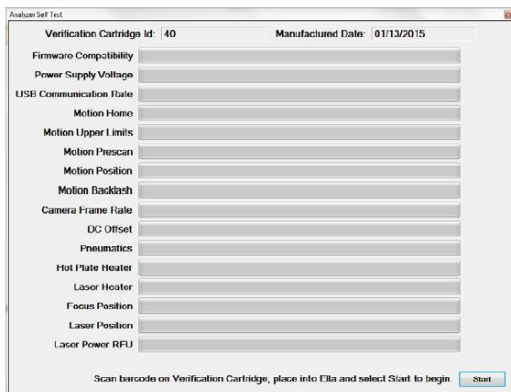 Analyzer Self Test
Verification Cartridge Id: 40 Manufactured Date: 01/13/2015
Firmware Compatibility
Power Supply Voltage
USB Communication Rate
Motion Home
Motion Upper Limits
Motion Prescan
Motion Position
Motion Backlash
Camera Frame Rate
DC Offset
Pneumatics
Hot Plate Heater
Laser Heater
Focus Position
Laser Position
Laser Power RFU
Scan barcode on Verification Cartridge, place into Ella and select Start to begin. Start